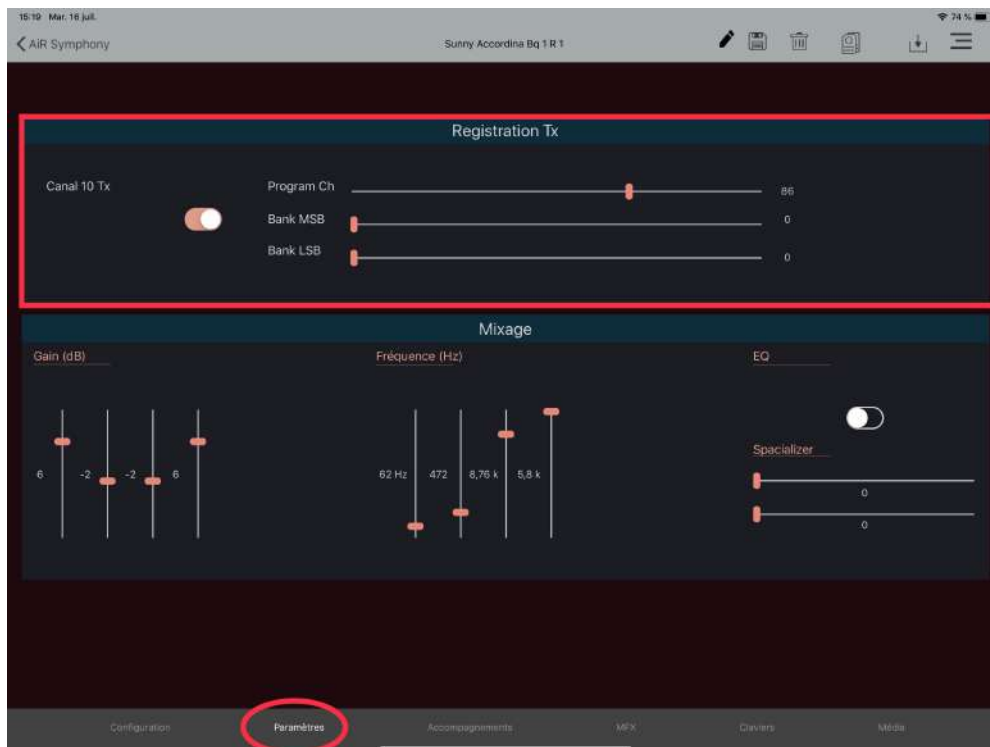 15:19 Mar. 16 juil.
74 %
AiR Symphony
Sunny Accordina Bq 1 R 1
Registration Tx
Canal 10 Tx
Program Ch
86
Bank MSB
0
Bank LSB
0
Mixage
Gain (dB)
Fréquence (Hz)
EQ
Spacializer
6 -2 -2 6
62 Hz 472 8,76 k 5,8 k
0
0
Configuration Paramètres Accompagnements MFX Claviers Média